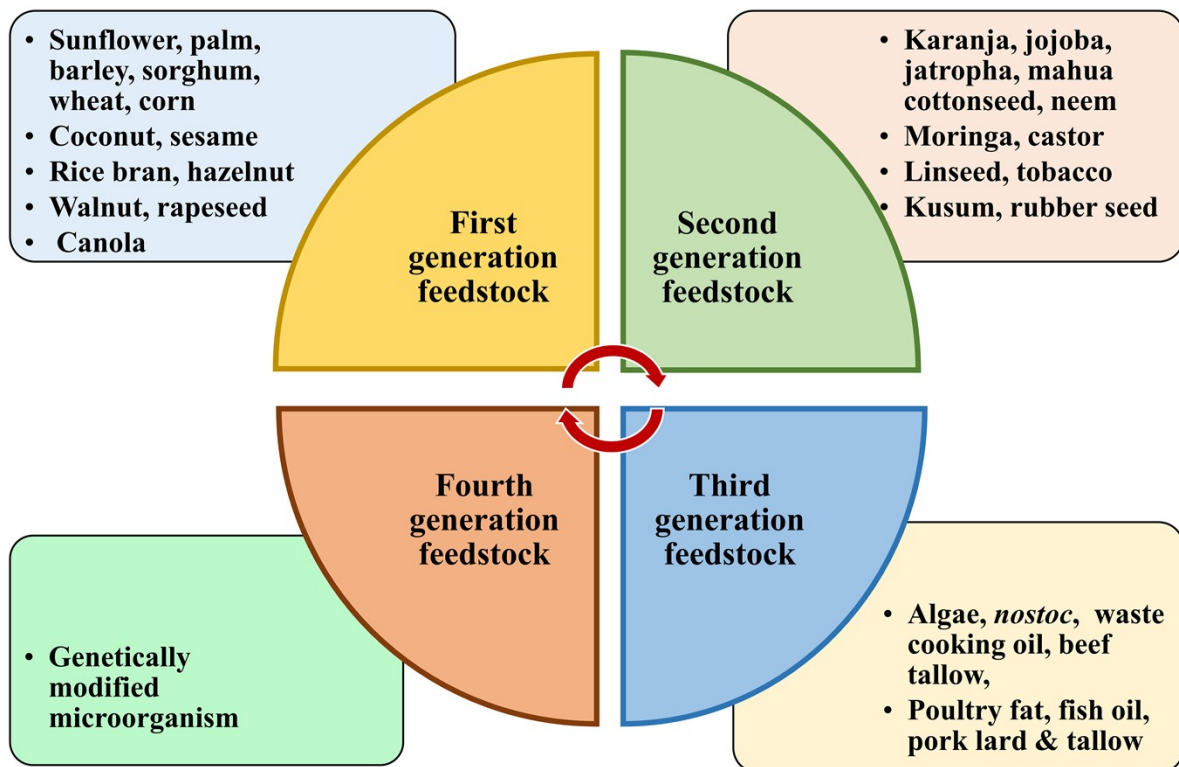 • Sunflower, palm,
barley, sorghum,
wheat, corn
• Coconut, sesame
• Rice bran, hazelnut
• Walnut, rapeseed
• Canola
• Karanja, jojoba,
jatropha, mahua
cottonseed, neem
• Moringa, castor
• Linseed, tobacco
• Kusum, rubber seed
First
generation
feedstock
Second
generation
feedstock
Fourth
generation
feedstock
Third
generation
feedstock
• Genetically
modified
microorganism
• Algae, nostoc, waste
cooking oil, beef
tallow,
• Poultry fat, fish oil,
pork lard & tallow